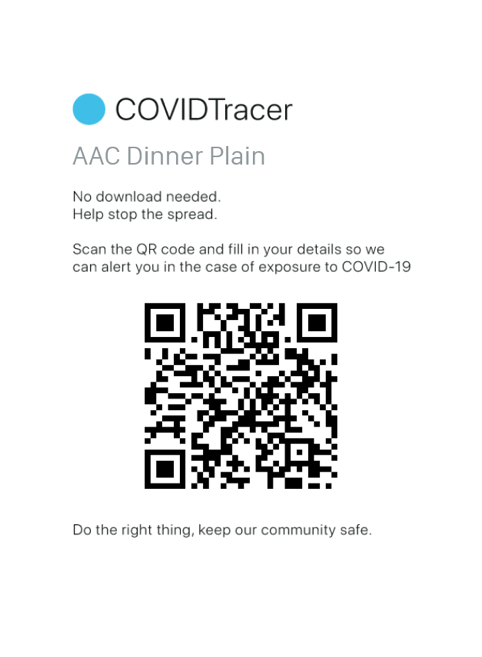 COVIDTracer
AAC Dinner Plain
No download needed.
Help stop the spread.
Scan the QR code and fill in your details so we
can alert you in the case of exposure to COVID-19
Do the right thing, keep our community safe.